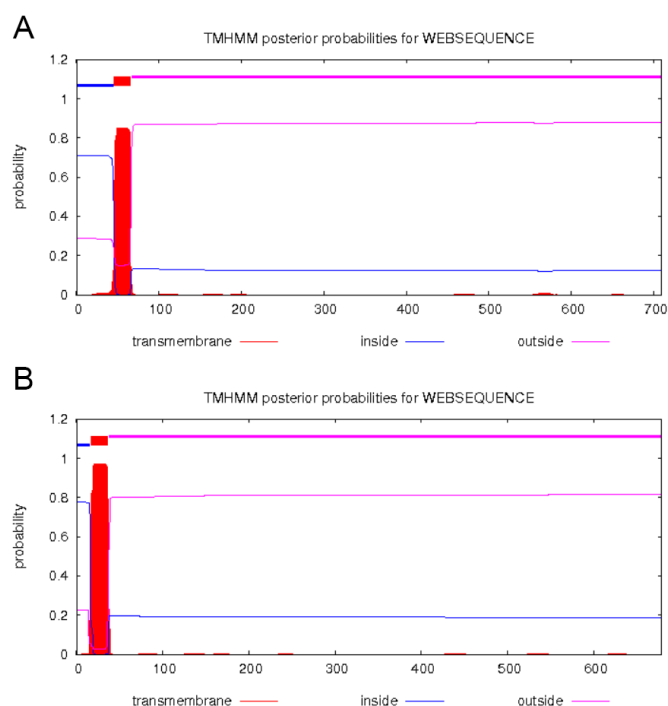 A
TMHMM posterior probabilities for WEBSEQUENCE
1.2
1
0.8
0.6
0.4
0.2
0
probability
0 100 200 300 400 500 600 700
transmembrane inside outside
B
TMHMM posterior probabilities for WEBSEQUENCE
1.2
1
0.8
0.6
0.4
0.2
0
probability
0 100 200 300 400 500 600
transmembrane inside outside